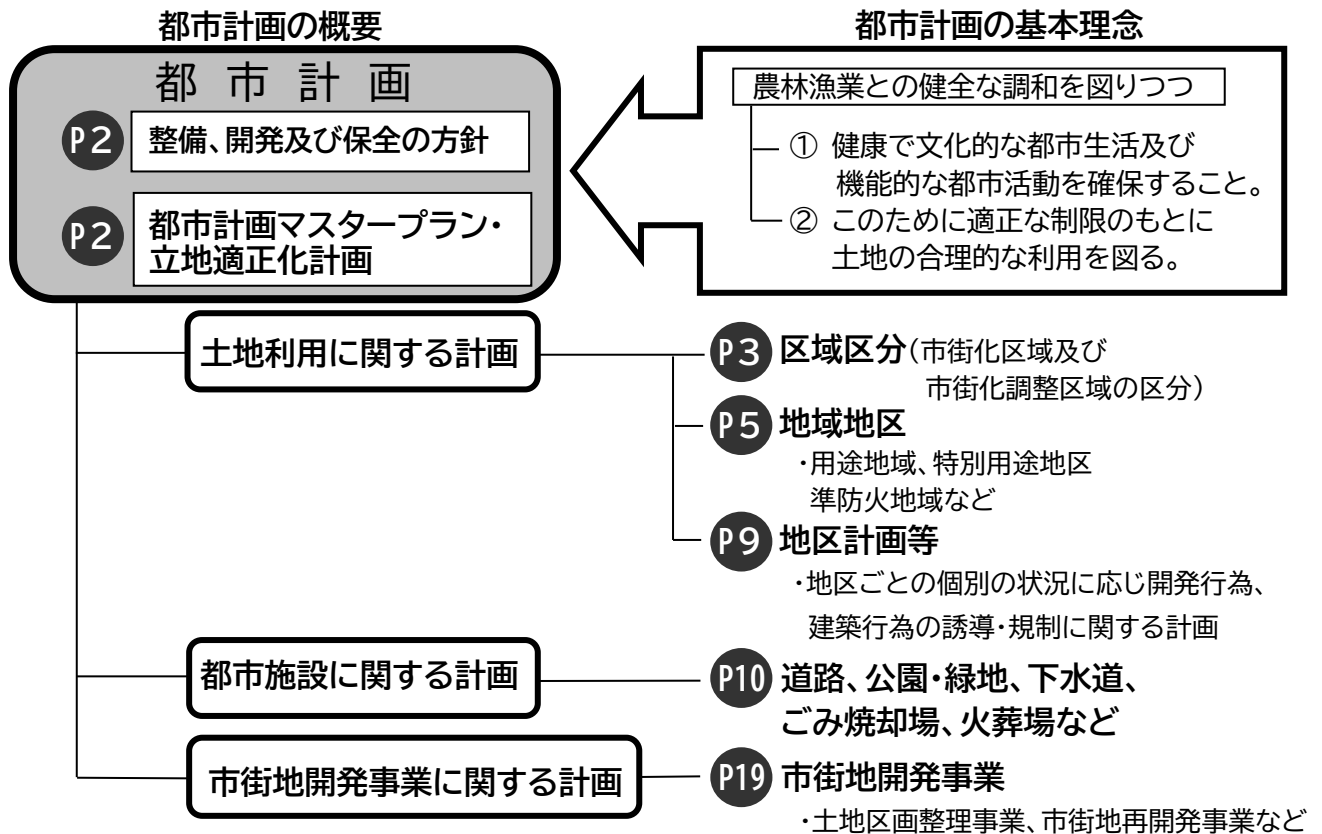 都市計画の概要
都市計画
P2 整備、開発及び保全の方針
P2 都市計画マスタープラン・
立地適正化計画
都市計画の基本理念
農林漁業との健全な調和を図りつつ
① 健康で文化的な都市生活及び
機能的な都市活動を確保すること。
② このために適正な制限のもとに
土地の合理的な利用を図る。
土地利用に関する計画
P3 区域区分(市街化区域及び
市街化調整区域の区分)
P5 地域地区
・用途地域、特別用途地区
準防火地域など
P9 地区計画等
・地区ごとの個別の状況に応じ開発行為、
建築行為の誘導・規制に関する計画
都市施設に関する計画
P10 道路、公園・緑地、下水道、
ごみ焼却場、火葬場など
市街地開発事業に関する計画
P19 市街地開発事業
・土地区画整理事業、市街地再開発事業など